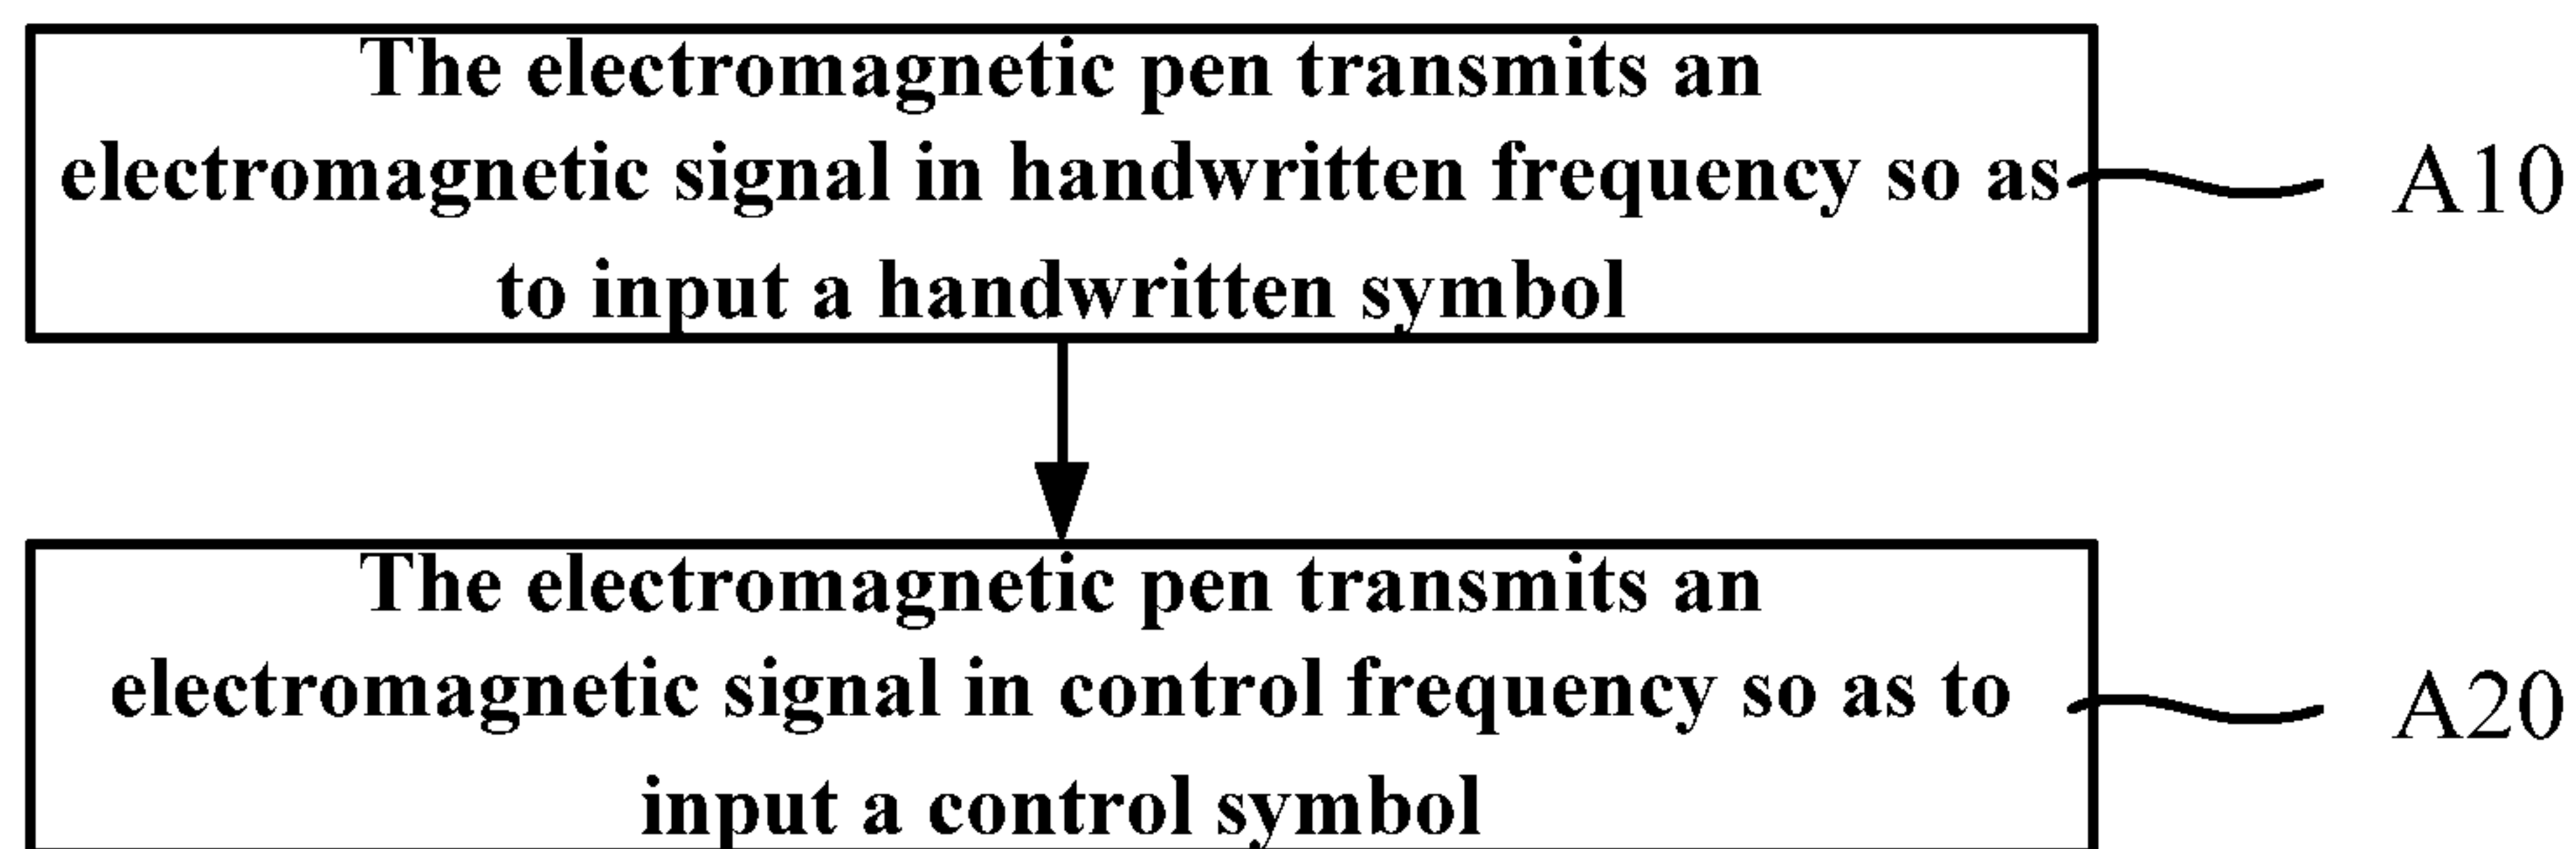 The electromagnetic pen transmits an
electromagnetic signal in handwritten frequency so as
to input a handwritten symbol
A10
The electromagnetic pen transmits an
electromagnetic signal in control frequency so as to
input a control symbol
A20